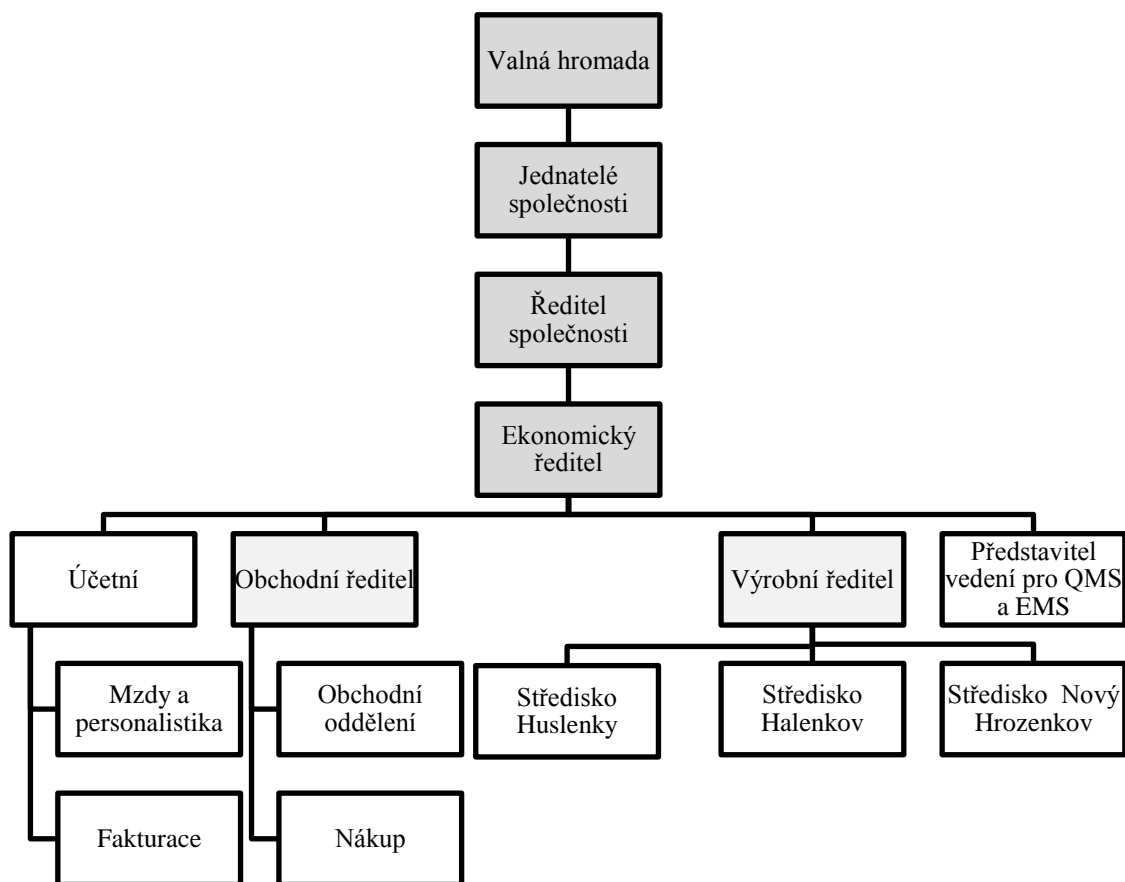 Valná hromada
Jednatelé
společnosti
Ředitel
společnosti
Ekonomický
ředitel
Účetní
Obchodní ředitel
Výrobní ředitel
Představitel
vedení pro QMS
a EMS
Mzdy a
personalistika
Obchodní
oddělení
Středisko
Huslenky
Středisko
Halenkov
Středisko  Nový
Hrozenkov
Fakturace
Nákup